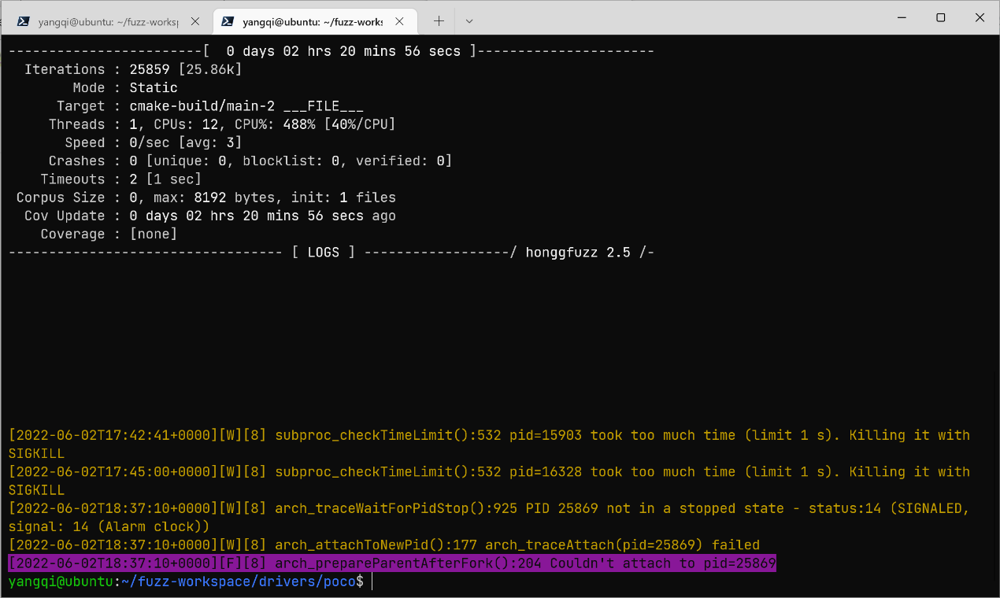 yangqi@ubuntu: ~/fuzz-works
yangqi@ubuntu: ~/fuzz-works
------------------------[  0 days 02 hrs 20 mins 56 secs ]----------------------
  Iterations : 25859 [25.86k]
        Mode : Static
      Target : cmake-build/main-2 ___FILE___
     Threads : 1, CPUs: 12, CPU%: 488% [40%/CPU]
       Speed : 0/sec [avg: 3]
     Crashes : 0 [unique: 0, blocklist: 0, verified: 0]
    Timeouts : 2 [1 sec]
 Corpus Size : 0, max: 8192 bytes, init: 1 files
  Cov Update : 0 days 02 hrs 20 mins 56 secs ago
    Coverage : [none]
---------------------------------- [ LOGS ] ------------------/ honggfuzz 2.5 /-
[2022-06-02T17:42:41+0000][W][8] subproc_checkTimeLimit():532 pid=15903 took too much time (limit 1 s). Killing it with
SIGKILL
[2022-06-02T17:45:00+0000][W][8] subproc_checkTimeLimit():532 pid=16328 took too much time (limit 1 s). Killing it with
SIGKILL
[2022-06-02T18:37:10+0000][W][8] arch_traceWaitForPidStop():925 PID 25869 not in a stopped state - status:14 (SIGNALED,
signal: 14 (Alarm clock))
[2022-06-02T18:37:10+0000][W][8] arch_attachToNewPid():177 arch_traceAttach(pid=25869) failed
[2022-06-02T18:37:10+0000][F][8] arch_prepareParentAfterFork():204 Couldn't attach to pid=25869
yangqi@ubuntu:~/fuzz-workspace/drivers/poco$